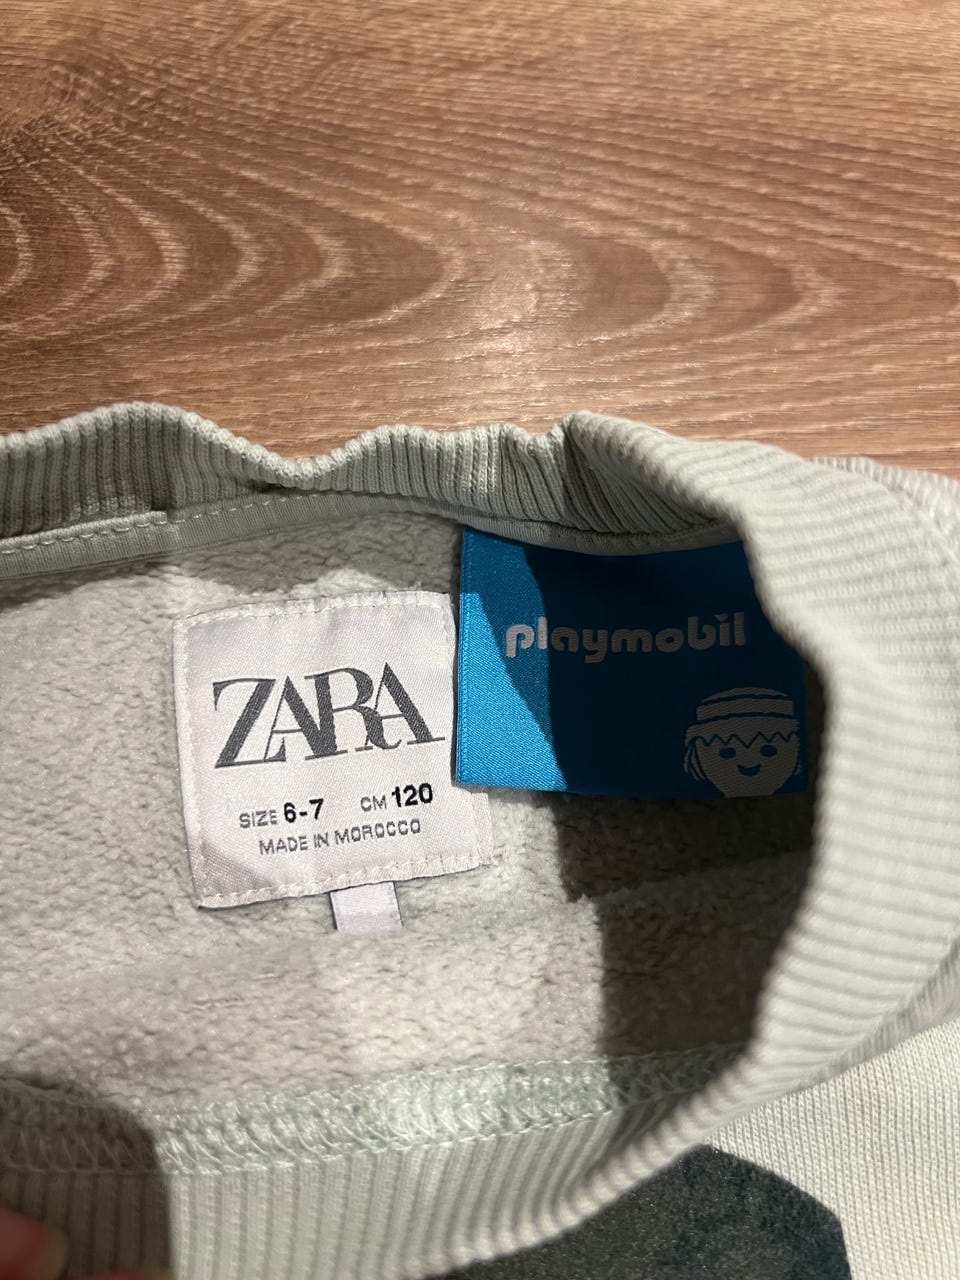 ZARA
SIZE 6-7 CM 120
MADE IN MOROCCO
playmobil